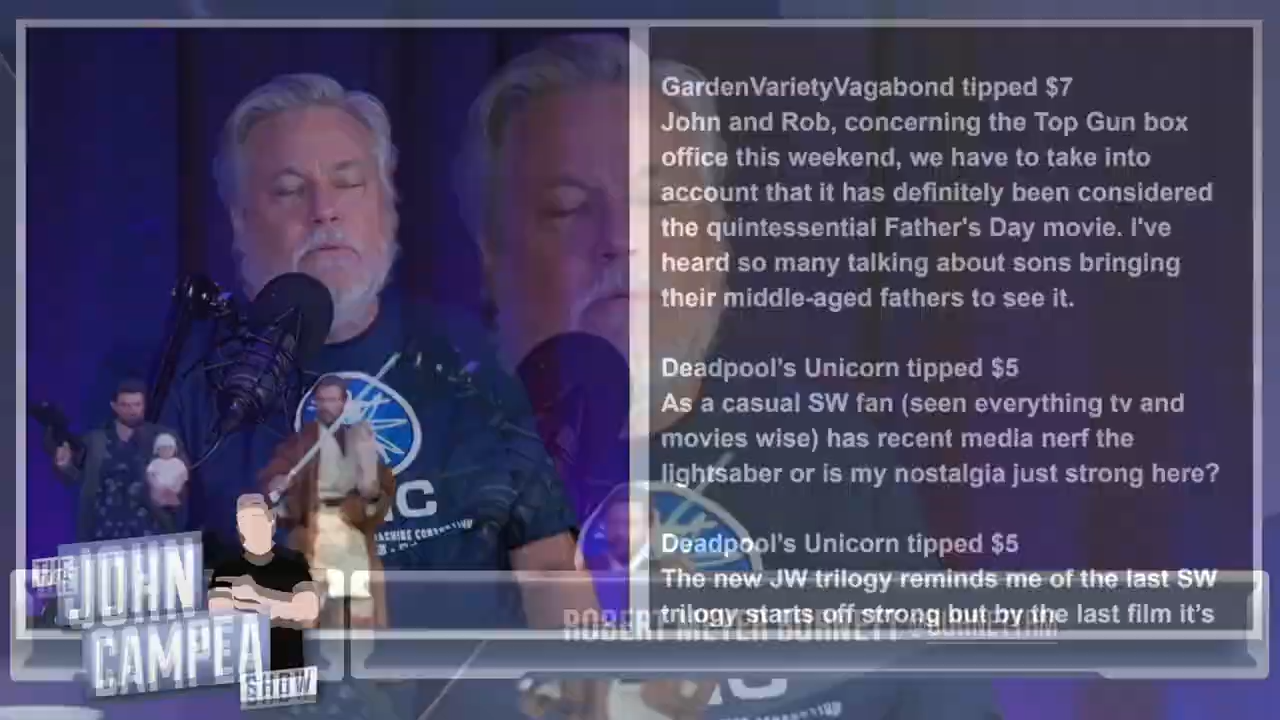 GardenVarietyVagabond tipped $7
John and Rob, concerning the Top Gun box
office this weekend, we have to take into
account that it has definitely been considered
the quintessential Father's Day movie. I've
heard so many talking about sons bringing
their middle-aged fathers to see it.
Deadpool's Unicorn tipped $5
As a casual SW fan (seen everything tv and
movies wise) has recent media nerf the
lightsaber or is my nostalgia just strong here?
Deadpool's Unicorn tipped $5
The new JW trilogy reminds me of the last SW
trilogy starts off strong but by the last film it's
ROBERT MEYER BURNETT
THE
JOHN
CAMPEA
SHOW